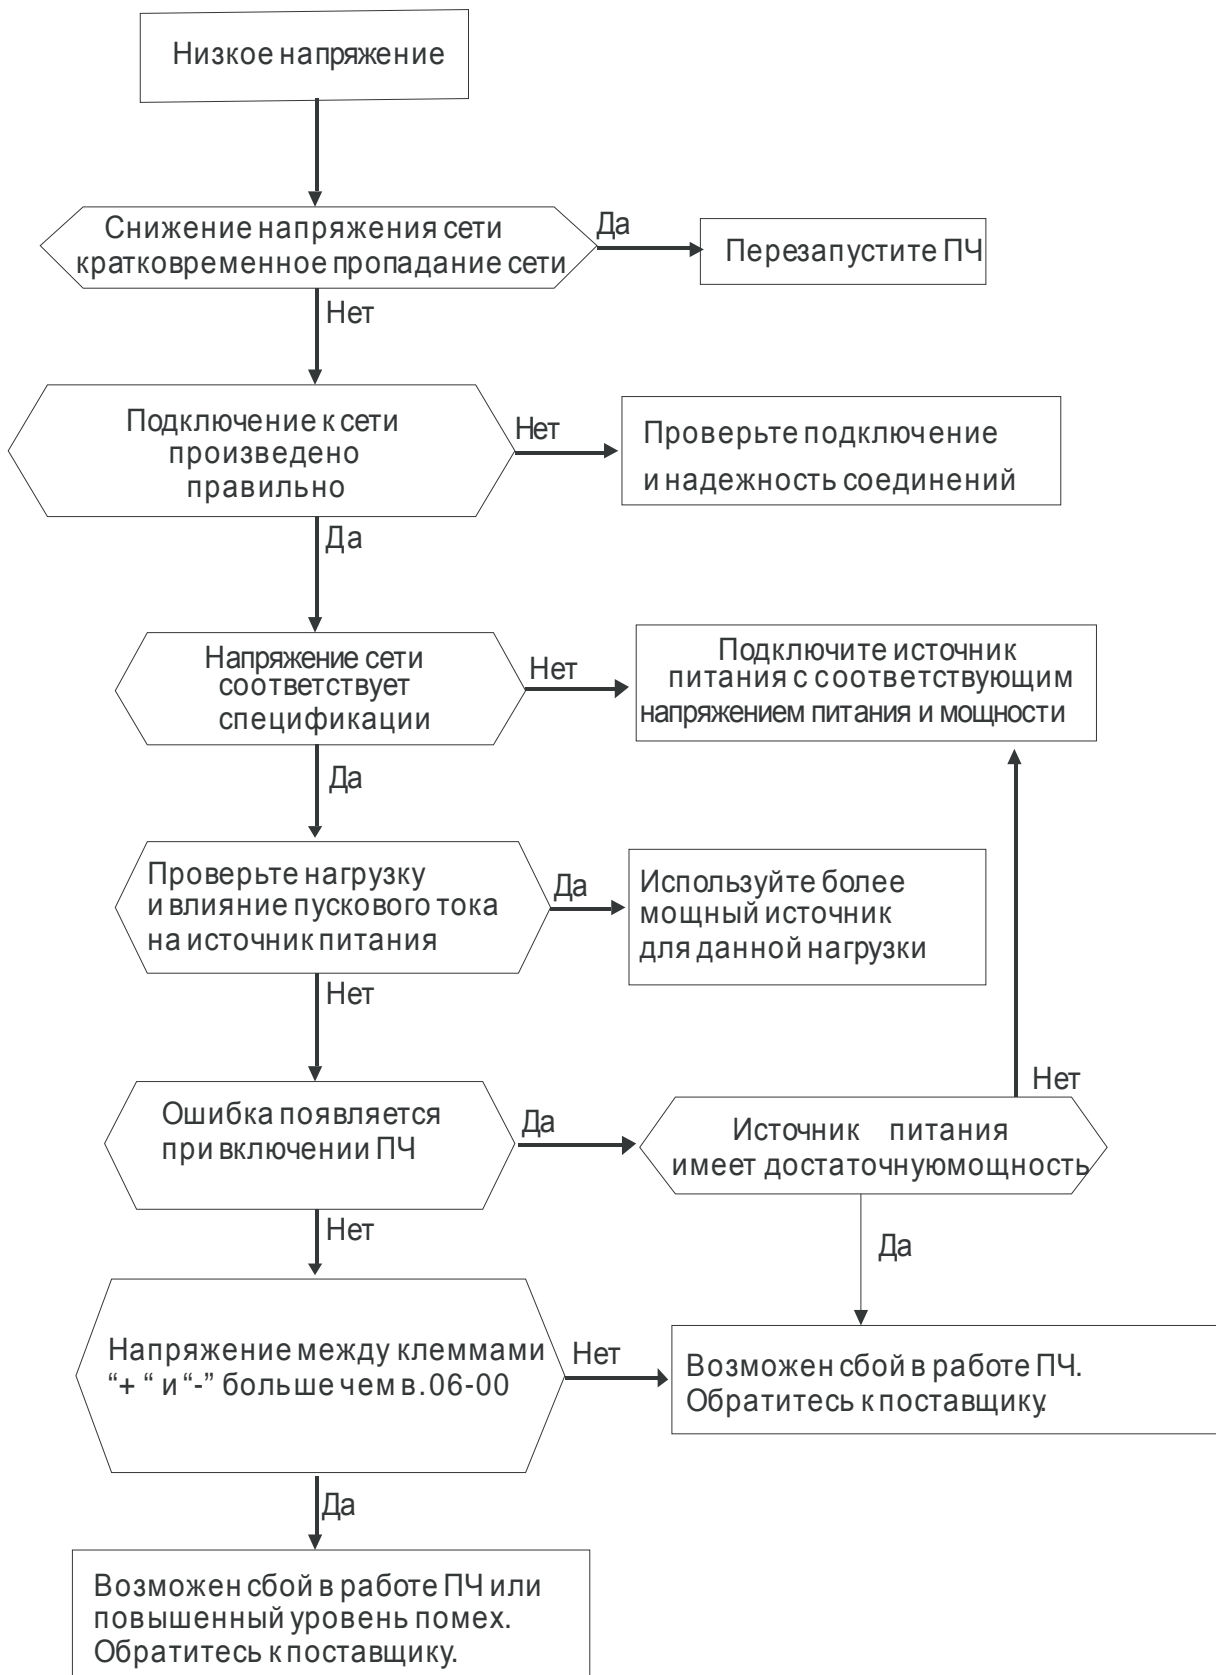 Низкое напряжение
Снижение напряжения сети
кратковременное пропадание сети
Да
Перезапустите ПЧ
Нет
Подключение к сети
произведено
правильно
Нет
Проверьте подключение
и надежность соединений
Да
Напряжение сети
соответствует
спецификации
Нет
Подключите источник
питания с соответствующим
напряжением питания и мощности
Да
Проверьте нагрузку
и влияние пускового тока
на источник питания
Да
Используйте более
мощный источник
для данной нагрузки
Нет
Ошибка появляется
при включении ПЧ
Да
Нет
Источник питания
имеет достаточнуюмощность
Нет
Да
Напряжение между клеммами
“+ “ и “-” больше чем в. 06-00
Нет
Возможен сбой в работе ПЧ.
Обратитесь к поставщику.
Да
Возможен сбой в работе ПЧ или
повышенный уровень помех.
Обратитесь к поставщику.